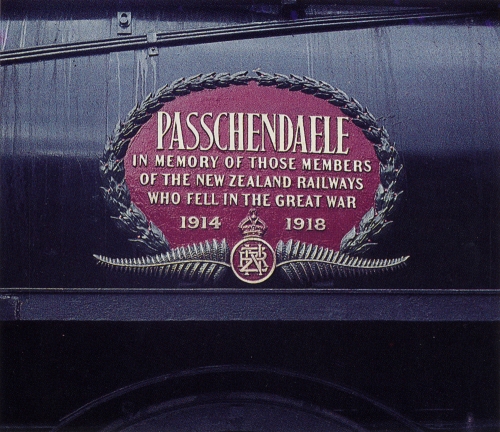 PASSCHENDAELE
IN MEMORY OF THOSE MEMBERS
OF THE NEW ZEALAND RAILWAYS
WHO FELL IN THE GREAT WAR
1914 1918
NZR